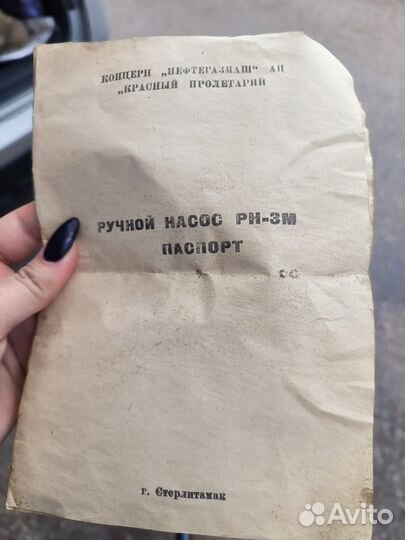 КОНЦЕРН „НЕФТЕГАЗМАШ" АП
„КРАСНЫЙ ПРОЛЕТАРИЙ
РУЧНОЙ НАСОС РН-3М
ПАСПОРТ
г. Стерлитамак
Avito